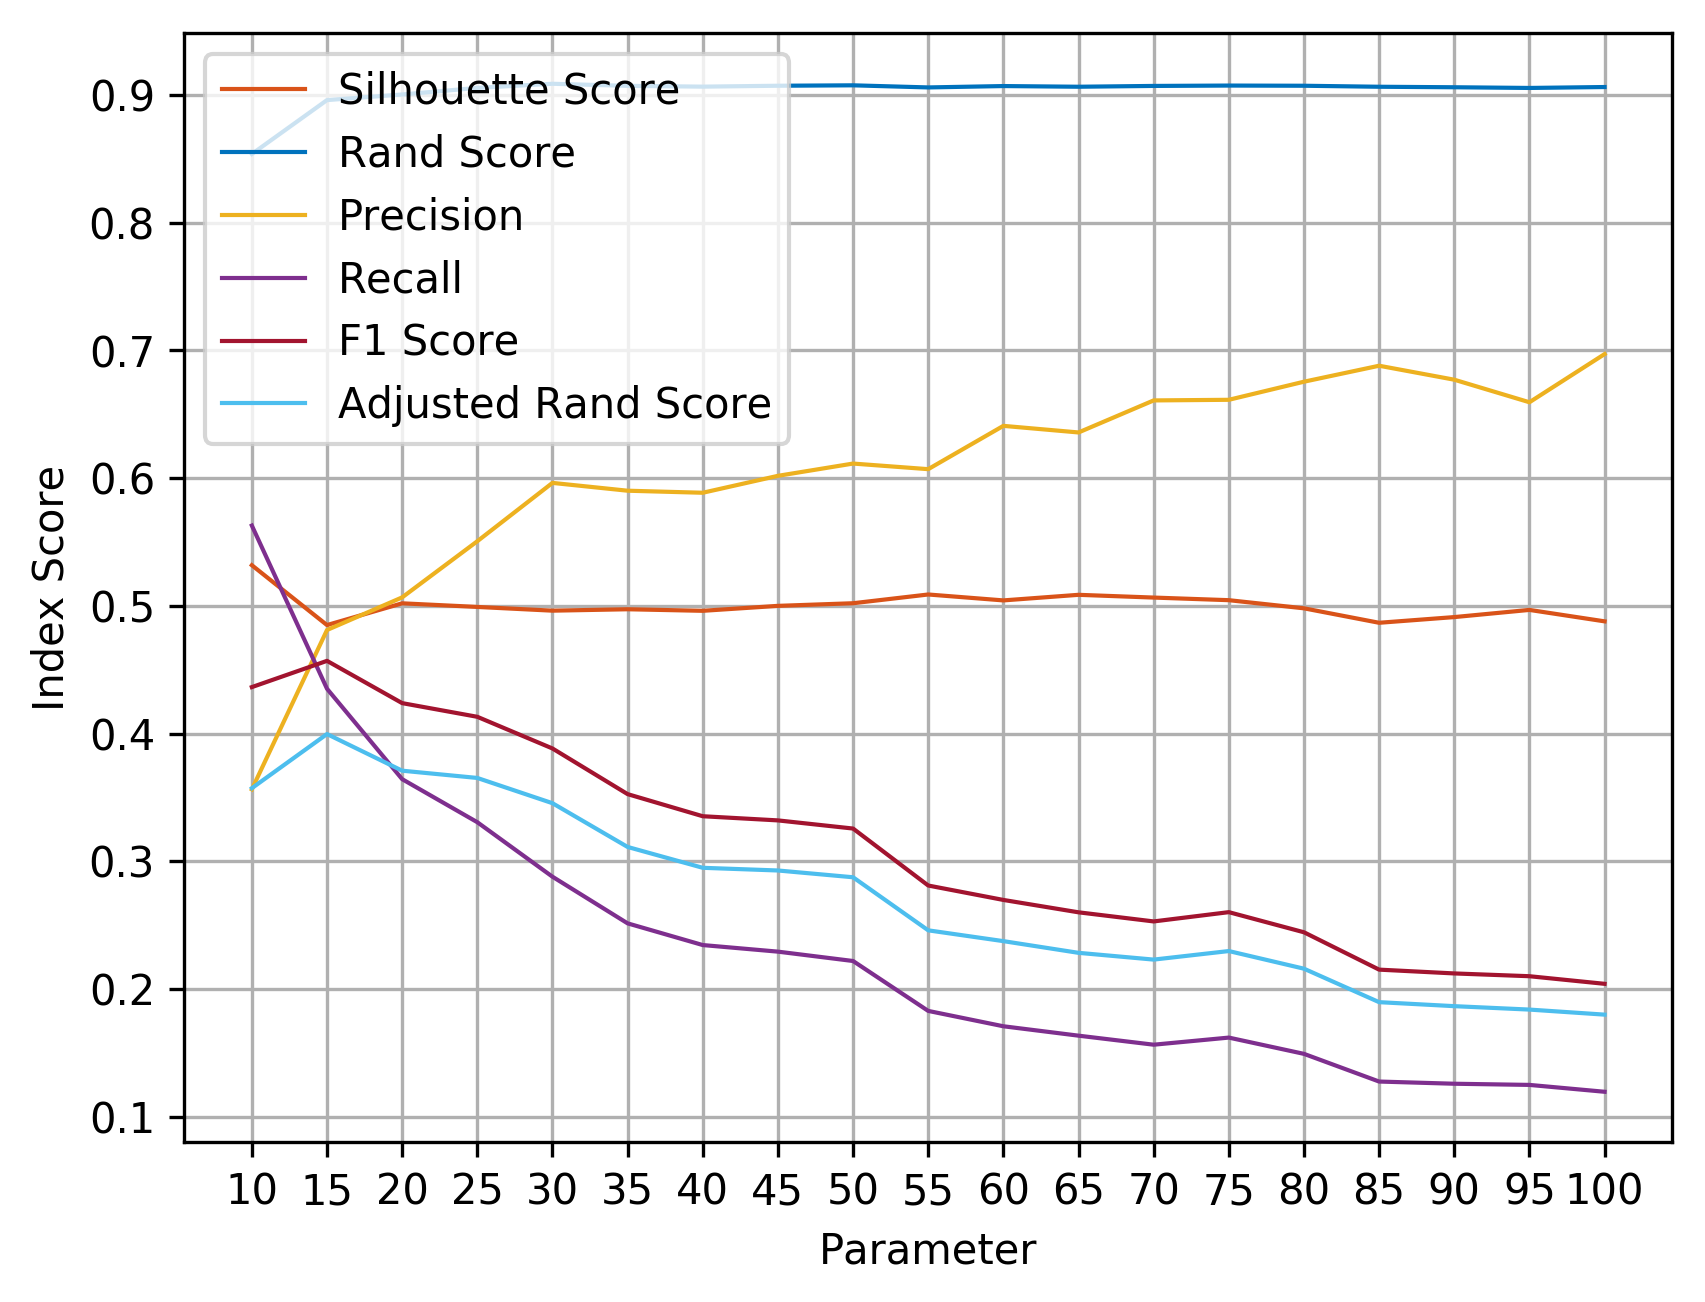 Silhouette Score
Rand Score
Precision
Recall
F1 Score
Adjusted Rand Score
0.9
0.8
0.7
0.6
0.5
0.4
0.3
0.2
0.1
Index Score
10 15 20 25 30 35 40 45 50 55 60 65 70 75 80 85 90 95 100
Parameter